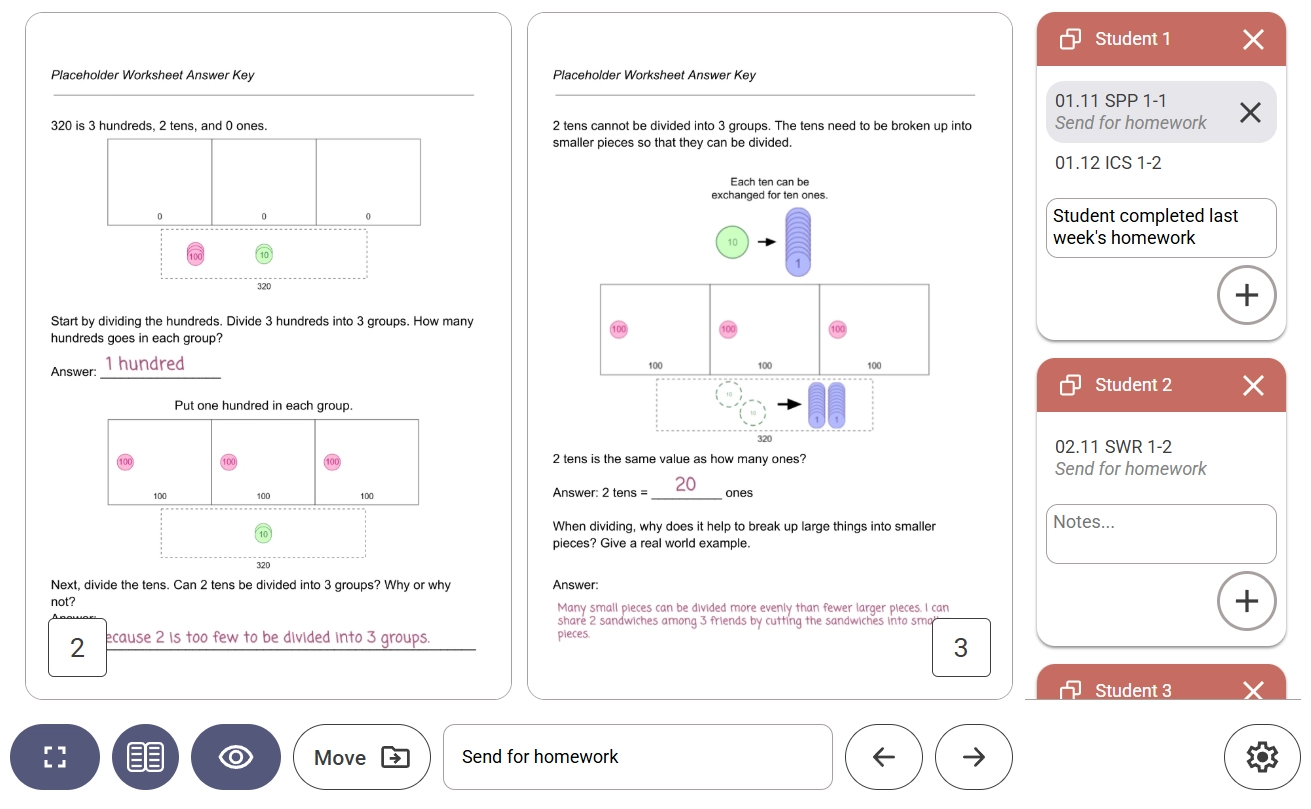 Placeholder Worksheet Answer Key
320 is 3 hundreds, 2 tens, and 0 ones.
0 0 0
100 10
320
Start by dividing the hundreds. Divide 3 hundreds into 3 groups. How many
hundreds goes in each group?
Answer: 1 hundred
Put one hundred in each group.
100 100 100
100 100 100
10
320
Next, divide the tens. Can 2 tens be divided into 3 groups? Why or why
not?
Answer:
ecause 2 is too few to be divided into 3 groups.
2
Placeholder Worksheet Answer Key
2 tens cannot be divided into 3 groups. The tens need to be broken up into
smaller pieces so that they can be divided.
Each ten can be
exchanged for ten ones.
10 1
100 100 100
100 100 100
10 10 1 1
320
2 tens is the same value as how many ones?
Answer: 2 tens = 20 ones
When dividing, why does it help to break up large things into smaller
pieces? Give a real world example.
Answer:
Many small pieces can be divided more evenly than fewer larger pieces. I can
share 2 sandwiches among 3 friends by cutting the sandwiches into smal
pieces.
3
Student 1
01.11 SPP 1-1
Send for homework
01.12 ICS 1-2
Student completed last
week's homework
Student 2
02.11 SWR 1-2
Send for homework
Notes...
Student 3
Move
Send for homework